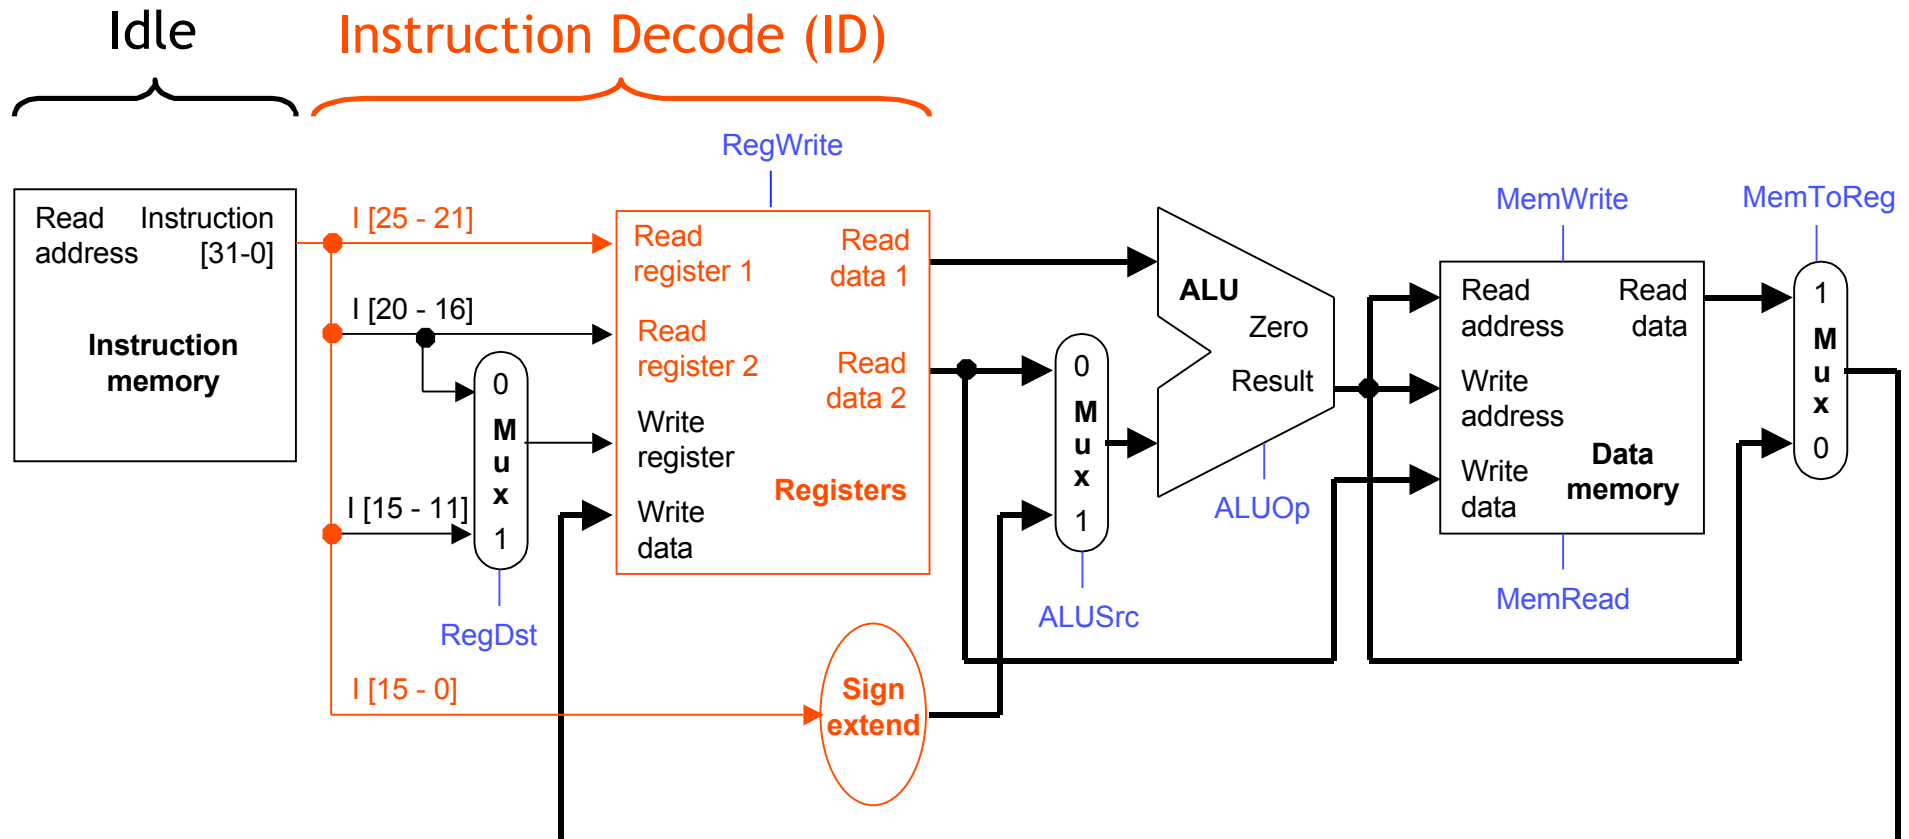 Idle
Instruction Decode (ID)
RegWrite
Read Instruction
address [31-0]
Instruction
memory
I [25 - 21]
I [20 - 16]
I [15 - 11]
I [15 - 0]
0
M
u
x
1
RegDst
Read
register 1
Read
data 1
Read
register 2
Read
data 2
Write
register
Registers
Write
data
Sign
extend
0
M
u
x
1
ALUSrc
ALU
Zero
Result
ALUOp
MemWrite
Read
address
Read
data
Write
address
Write
data
Data
memory
MemRead
MemToReg
1
M
u
x
0